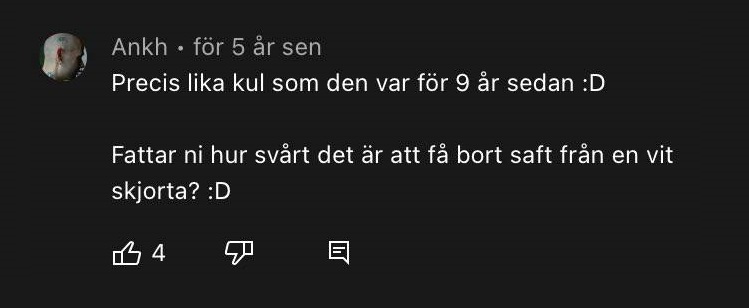 Ankh • för 5 år sen
Precis lika kul som den var för 9 år sedan :D
Fattar ni hur svårt det är att få bort saft från en vit
skjorta? :D
4